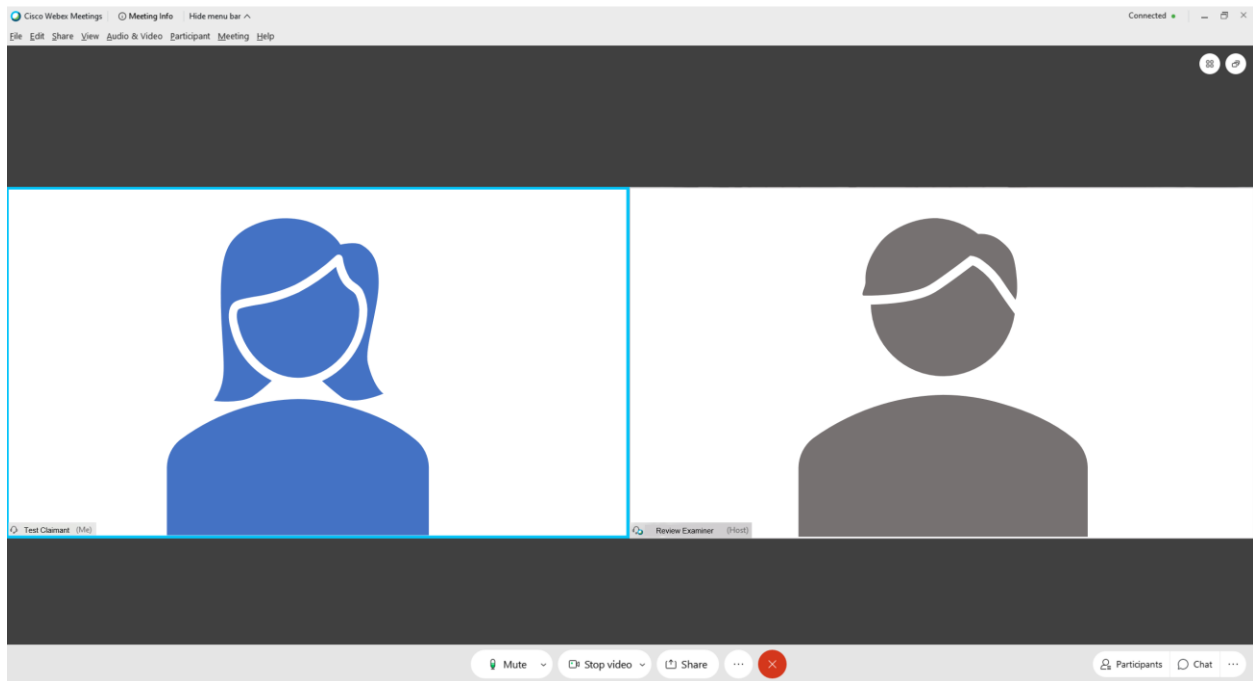 Cisco Webex Meetings Meeting Info Hide menu bar Connected
File Edit Share View Audio & Video Participant Meeting Help
Test Claimant (Me) Review Examiner (Host)
Mute Stop video Share Participants Chat